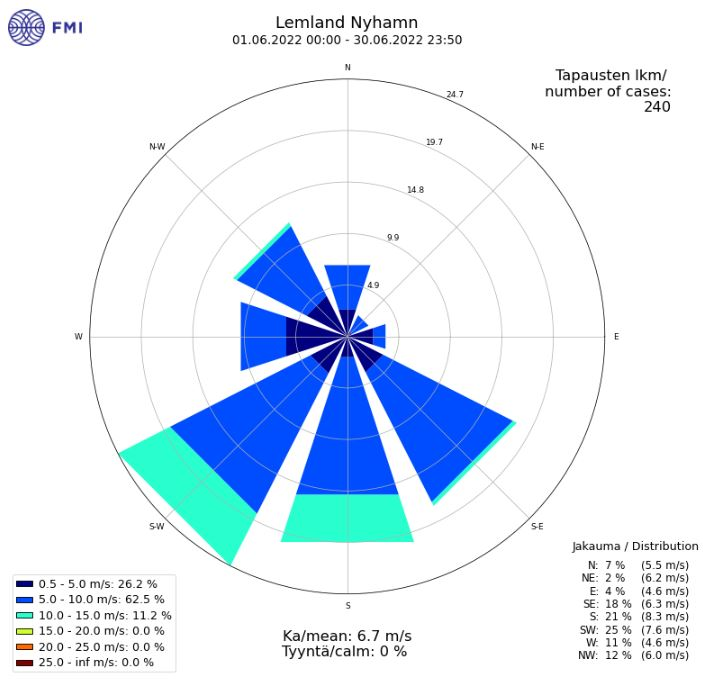 FMI
Lemland Nyhamn
01.06.2022 00:00 - 30.06.2022 23:50
Tapausten lkm/
number of cases:
240
N
N-W
N-E
24.7
19.7
14.8
9.9
4.9
W
E
S-W
S-E
S
Jakauma / Distribution
N: 7 % (5.5 m/s)
NE: 2 % (6.2 m/s)
E: 4 % (4.6 m/s)
SE: 18 % (6.3 m/s)
S: 21 % (8.3 m/s)
SW: 25 % (7.6 m/s)
W: 11 % (4.6 m/s)
NW: 12 % (6.0 m/s)
0.5 - 5.0 m/s: 26.2 %
5.0 - 10.0 m/s: 62.5 %
10.0 - 15.0 m/s: 11.2 %
15.0 - 20.0 m/s: 0.0 %
20.0 - 25.0 m/s: 0.0 %
25.0 - inf m/s: 0.0 %
Ka/mean: 6.7 m/s
Tyyntä/calm: 0 %